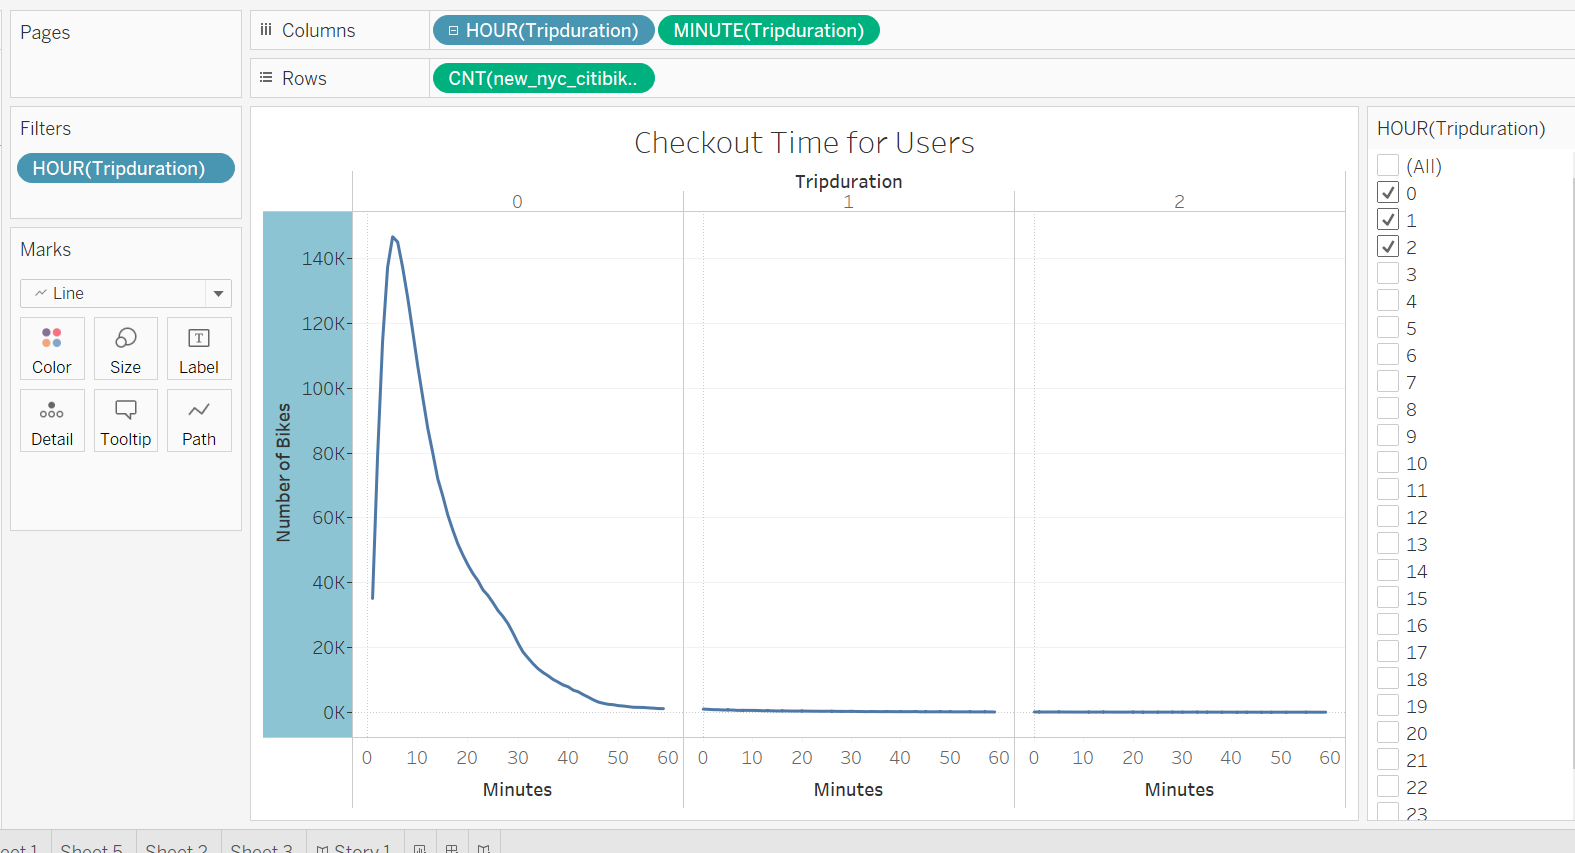 Pages
Columns
HOUR(Tripduration)
MINUTE(Tripduration)
Rows
CNT(new_nyc_citibik..
Filters
HOUR(Tripduration)
Marks
Line
Color
Size
Label
Detail
Tooltip
Path
Checkout Time for Users
Tripduration
0
1
2
Number of Bikes
140K
120K
100K
80K
60K
40K
20K
0K
0 10 20 30 40 50 60
0 10 20 30 40 50 60
0 10 20 30 40 50 60
Minutes
Minutes
Minutes
HOUR(Tripduration)
(All)
0
1
2
3
4
5
6
7
8
9
10
11
12
13
14
15
16
17
18
19
20
21
22
23
Sheet 5
Sheet 2
Sheet 3
Story 1